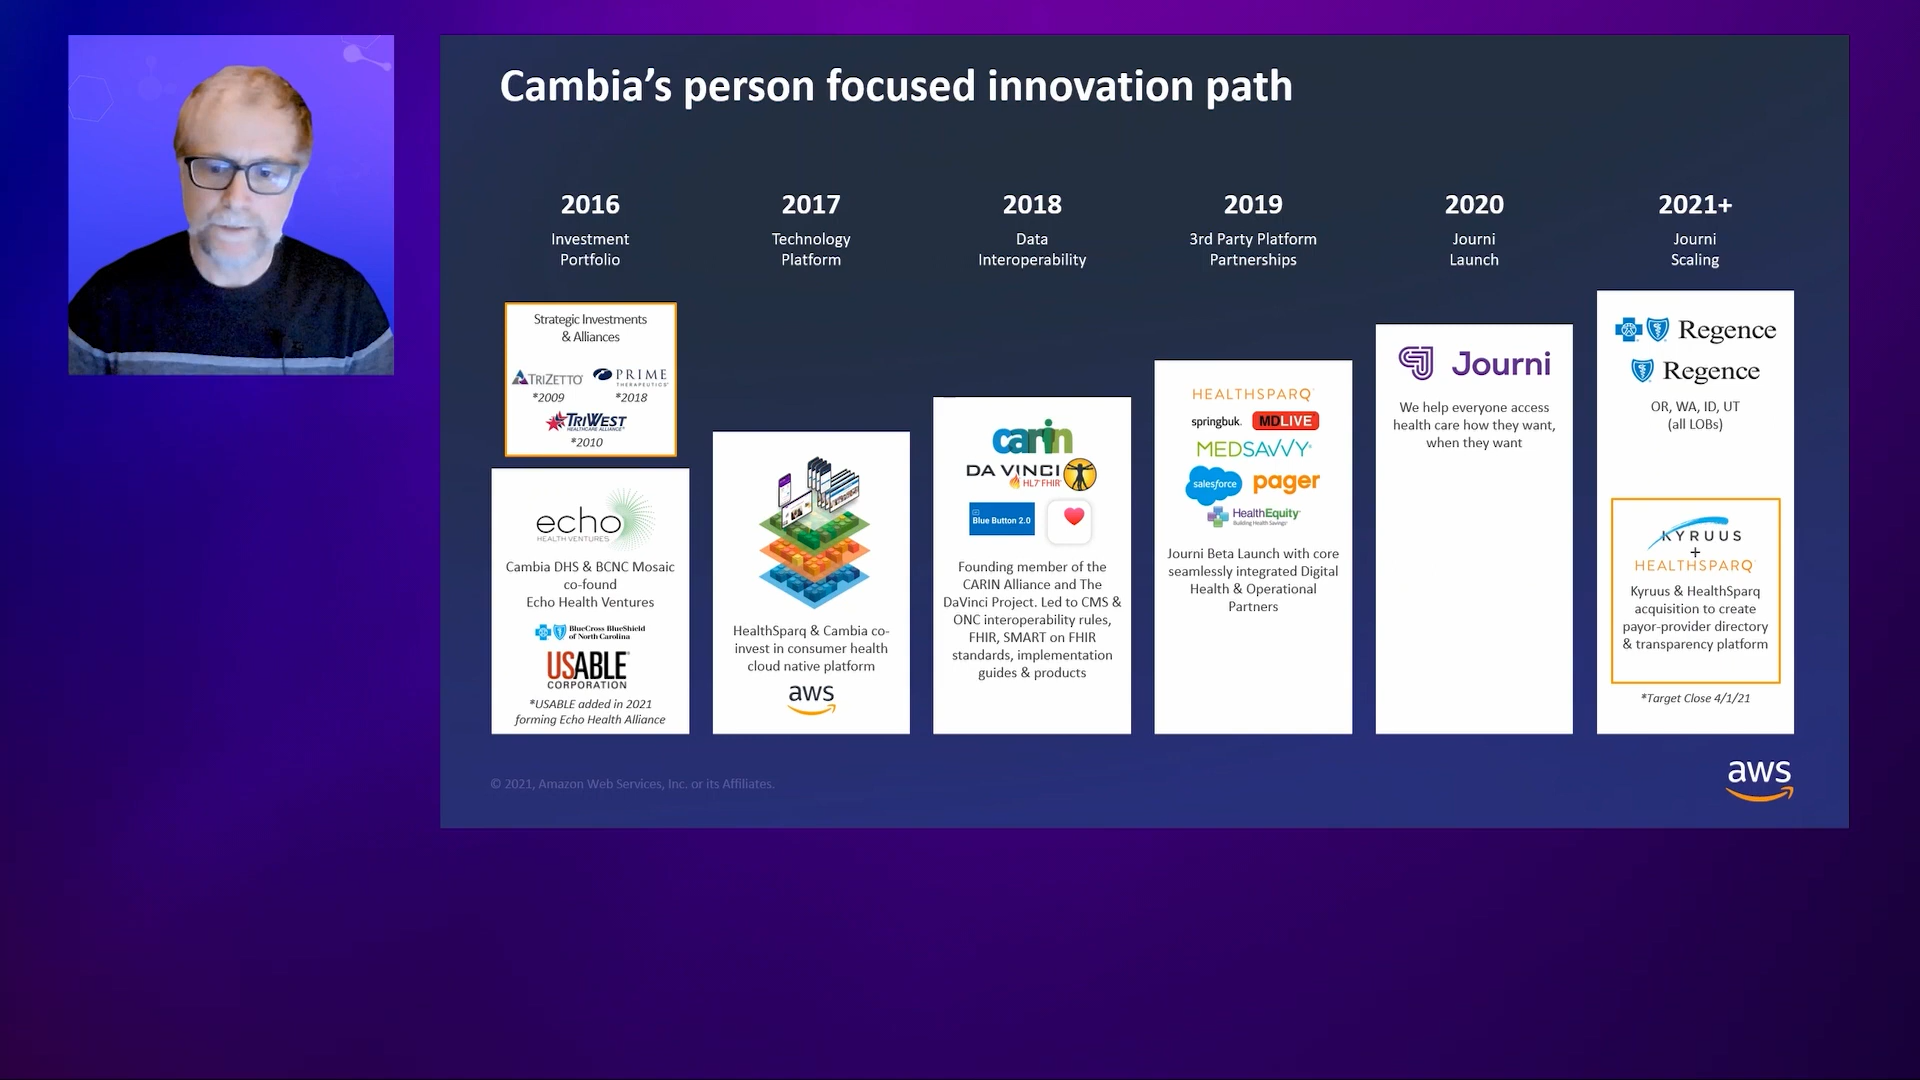 Cambia's person focused innovation path
2016
Investment
Portfolio
Strategic Investments
& Alliances
TRIZETTO
PRIME
THERAPEUTICS
*2009
*2018
TRIWEST
HEALTHCARE ALLIANCE
*2010
echo
HEALTH VENTURES
Cambia DHS & BCNC Mosaic
co-found
Echo Health Ventures
BlueCross BlueShield
of North Carolina
USABLE
CORPORATION
*USABLE added in 2021
forming Echo Health Alliance
2017
Technology
Platform
HealthSparq & Cambia co-
invest in consumer health
cloud native platform
aws
2018
Data
Interoperability
carin
DA VINCI
HL7 FHIR
Blue Button 2.0
Founding member of the
CARIN Alliance and The
DaVinci Project. Led to CMS &
ONC interoperability rules,
FHIR, SMART on FHIR
standards, implementation
guides & products
2019
3rd Party Platform
Partnerships
HEALTHSPARQ
springbuk. MDLIVE
MEDSAVVY
salesforce pager
HealthEquity
Building Health Savings
Journi Beta Launch with core
seamlessly integrated Digital
Health & Operational
Partners
2020
Journi
Launch
Journi
We help everyone access
health care how they want,
when they want
2021+
Journi
Scaling
Regence
Regence
OR, WA, ID, UT
(all LOBs)
KYRUUS
+
HEALTHSPARQ
Kyruus & HealthSparq
acquisition to create
payor-provider directory
& transparency platform
*Target Close 4/1/21
© 2021, Amazon Web Services, Inc. or its Affiliates.
aws